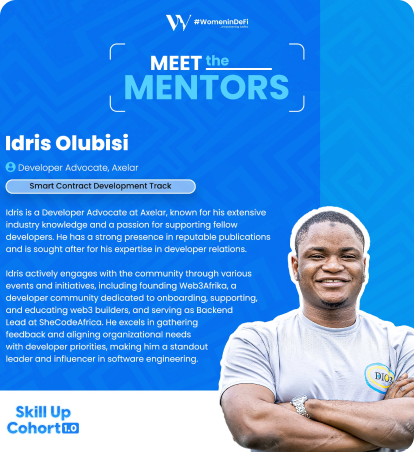 #WomeninDeFi
MEET the
MENTORS
Idris Olubisi
Developer Advocate, Axelar
Smart Contract Development Track
Idris is a Developer Advocate at Axelar, known for his extensive
industry knowledge and a passion for supporting fellow
developers. He has a strong presence in reputable publications
and is sought after for his expertise in developer relations.
Idris actively engages with the community through various
events and initiatives, including founding Web3Afrika, a
developer community dedicated to onboarding, supporting,
and educating web3 builders, and serving as Backend
Lead at SheCodeAfrica. He excels in gathering
feedback and aligning organizational needs
with developer priorities, making him a standout
leader and influencer in software engineering.
Skill Up
Cohort 1.0